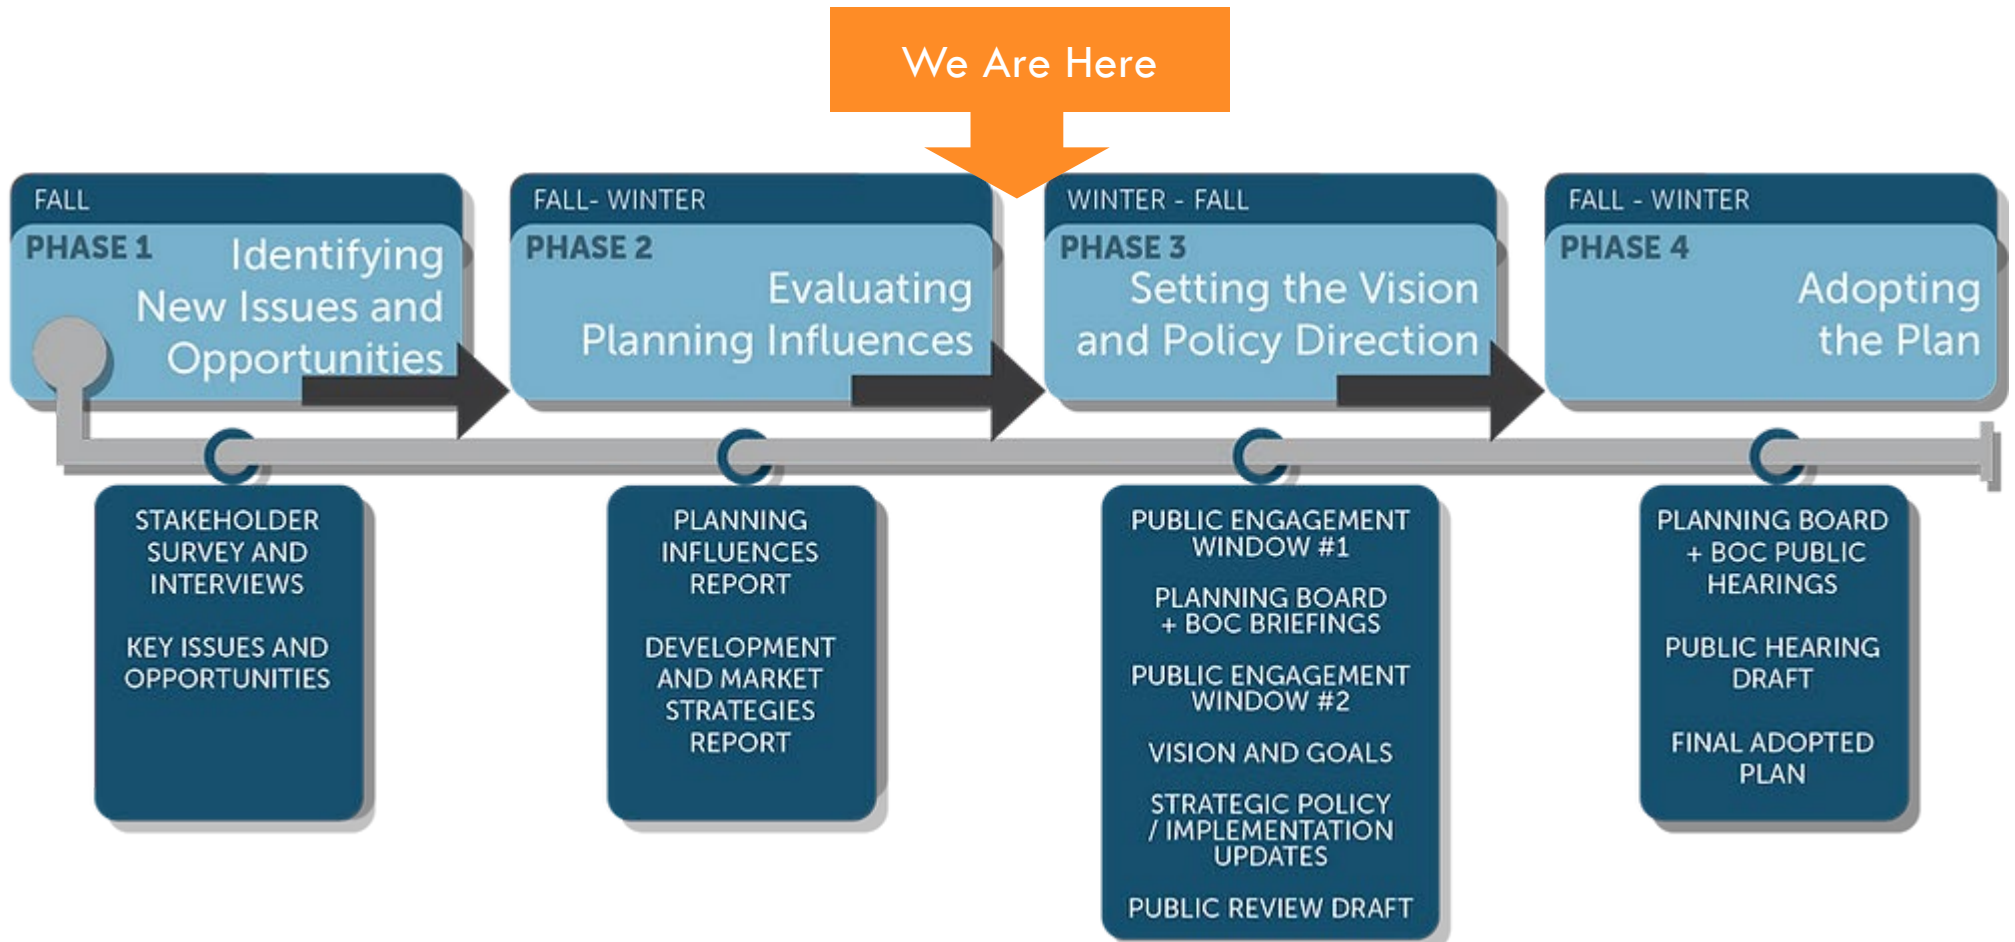 We Are Here
FALL
PHASE 1
Identifying
New Issues and
Opportunities
FALL- WINTER
PHASE 2
Evaluating
Planning Influences
WINTER - FALL
PHASE 3
Setting the Vision
and Policy Direction
FALL - WINTER
PHASE 4
Adopting
the Plan
STAKEHOLDER
SURVEY AND
INTERVIEWS
KEY ISSUES AND
OPPORTUNITIES
PLANNING
INFLUENCES
REPORT
DEVELOPMENT
AND MARKET
STRATEGIES
REPORT
PUBLIC ENGAGEMENT
WINDOW #1
PLANNING BOARD
+ BOC BRIEFINGS
PUBLIC ENGAGEMENT
WINDOW #2
VISION AND GOALS
STRATEGIC POLICY
/ IMPLEMENTATION
UPDATES
PUBLIC REVIEW DRAFT
PLANNING BOARD
+ BOC PUBLIC
HEARINGS
PUBLIC HEARING
DRAFT
FINAL ADOPTED
PLAN